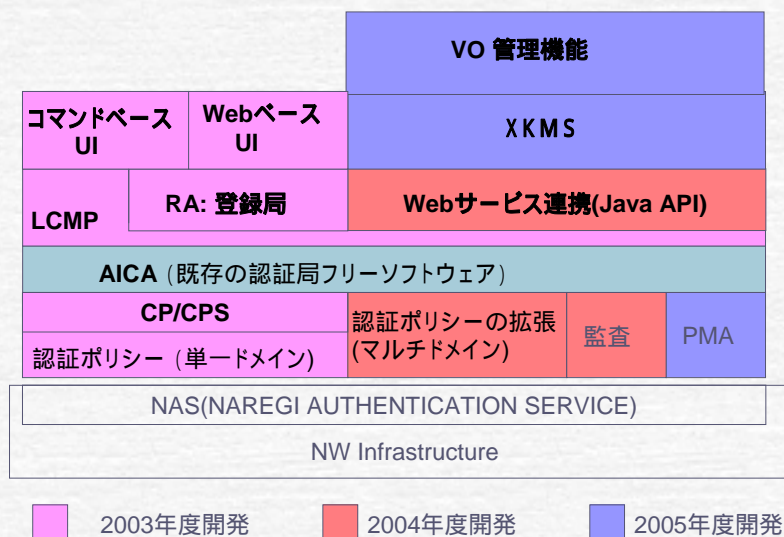 VO 管理機能
コマンドベース
UI
Webベース
UI
XKMS
LCMP
RA: 登録局
Webサービス連携(Java API)
AICA (既存の認証局フリーソフトウェア)
CP/CPS
認証ポリシー (単一ドメイン)
認証ポリシーの拡張
(マルチドメイン)
監査
PMA
NAS(NAREGI AUTHENTICATION SERVICE)
NW Infrastructure
2003年度開発
2004年度開発
2005年度開発